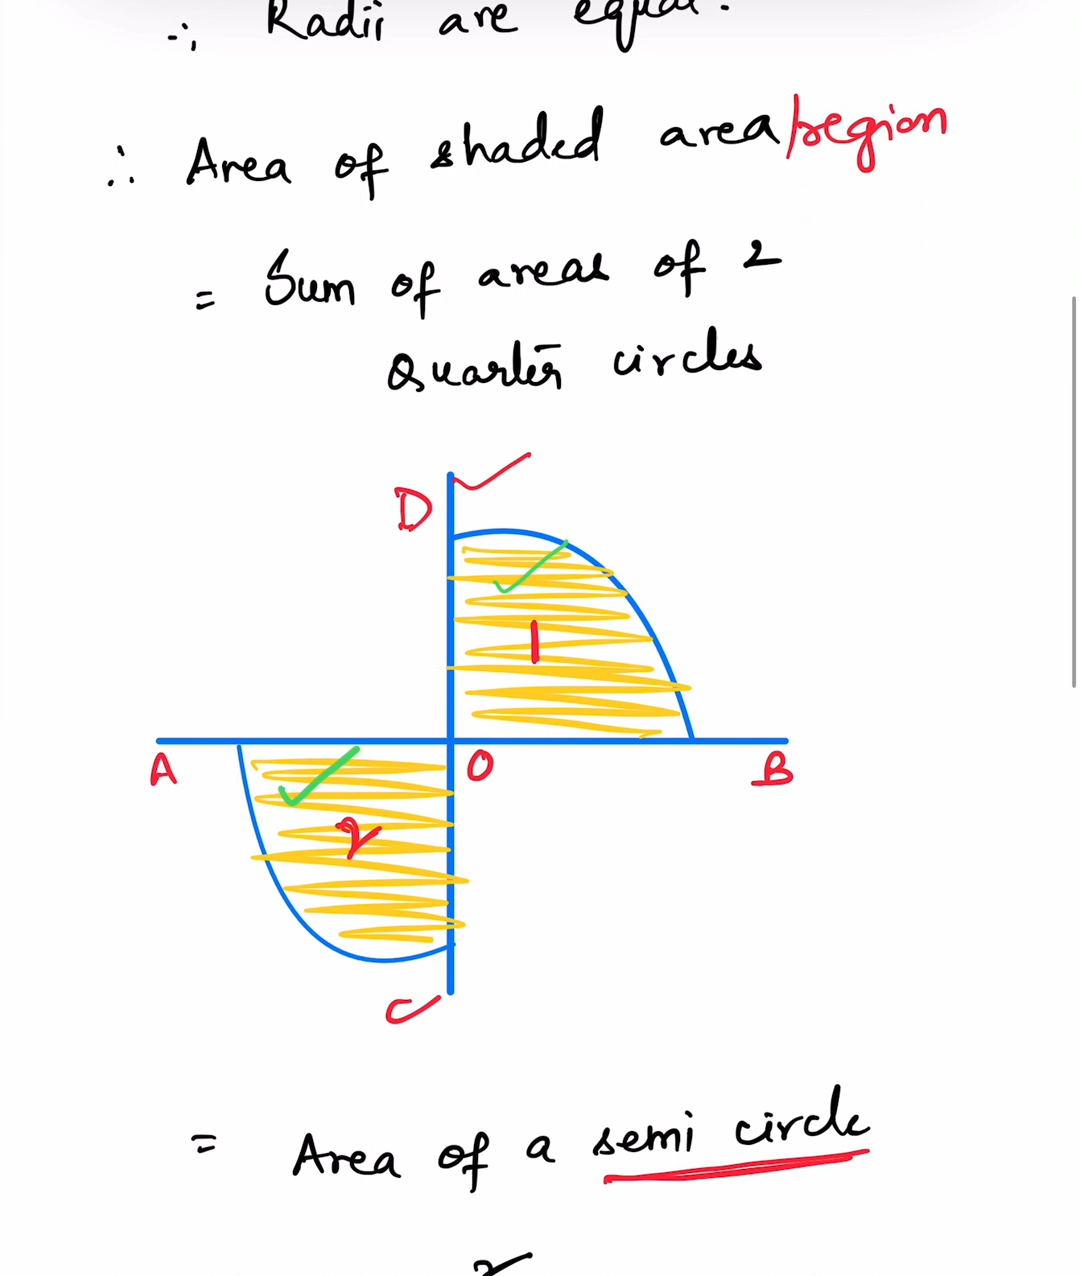 ∴ Radii are equal.
∴ Area of shaded area/region
= Sum of areas of 2
Quarter circles
D
1
A
O
B
2
C
= Area of a semi circle